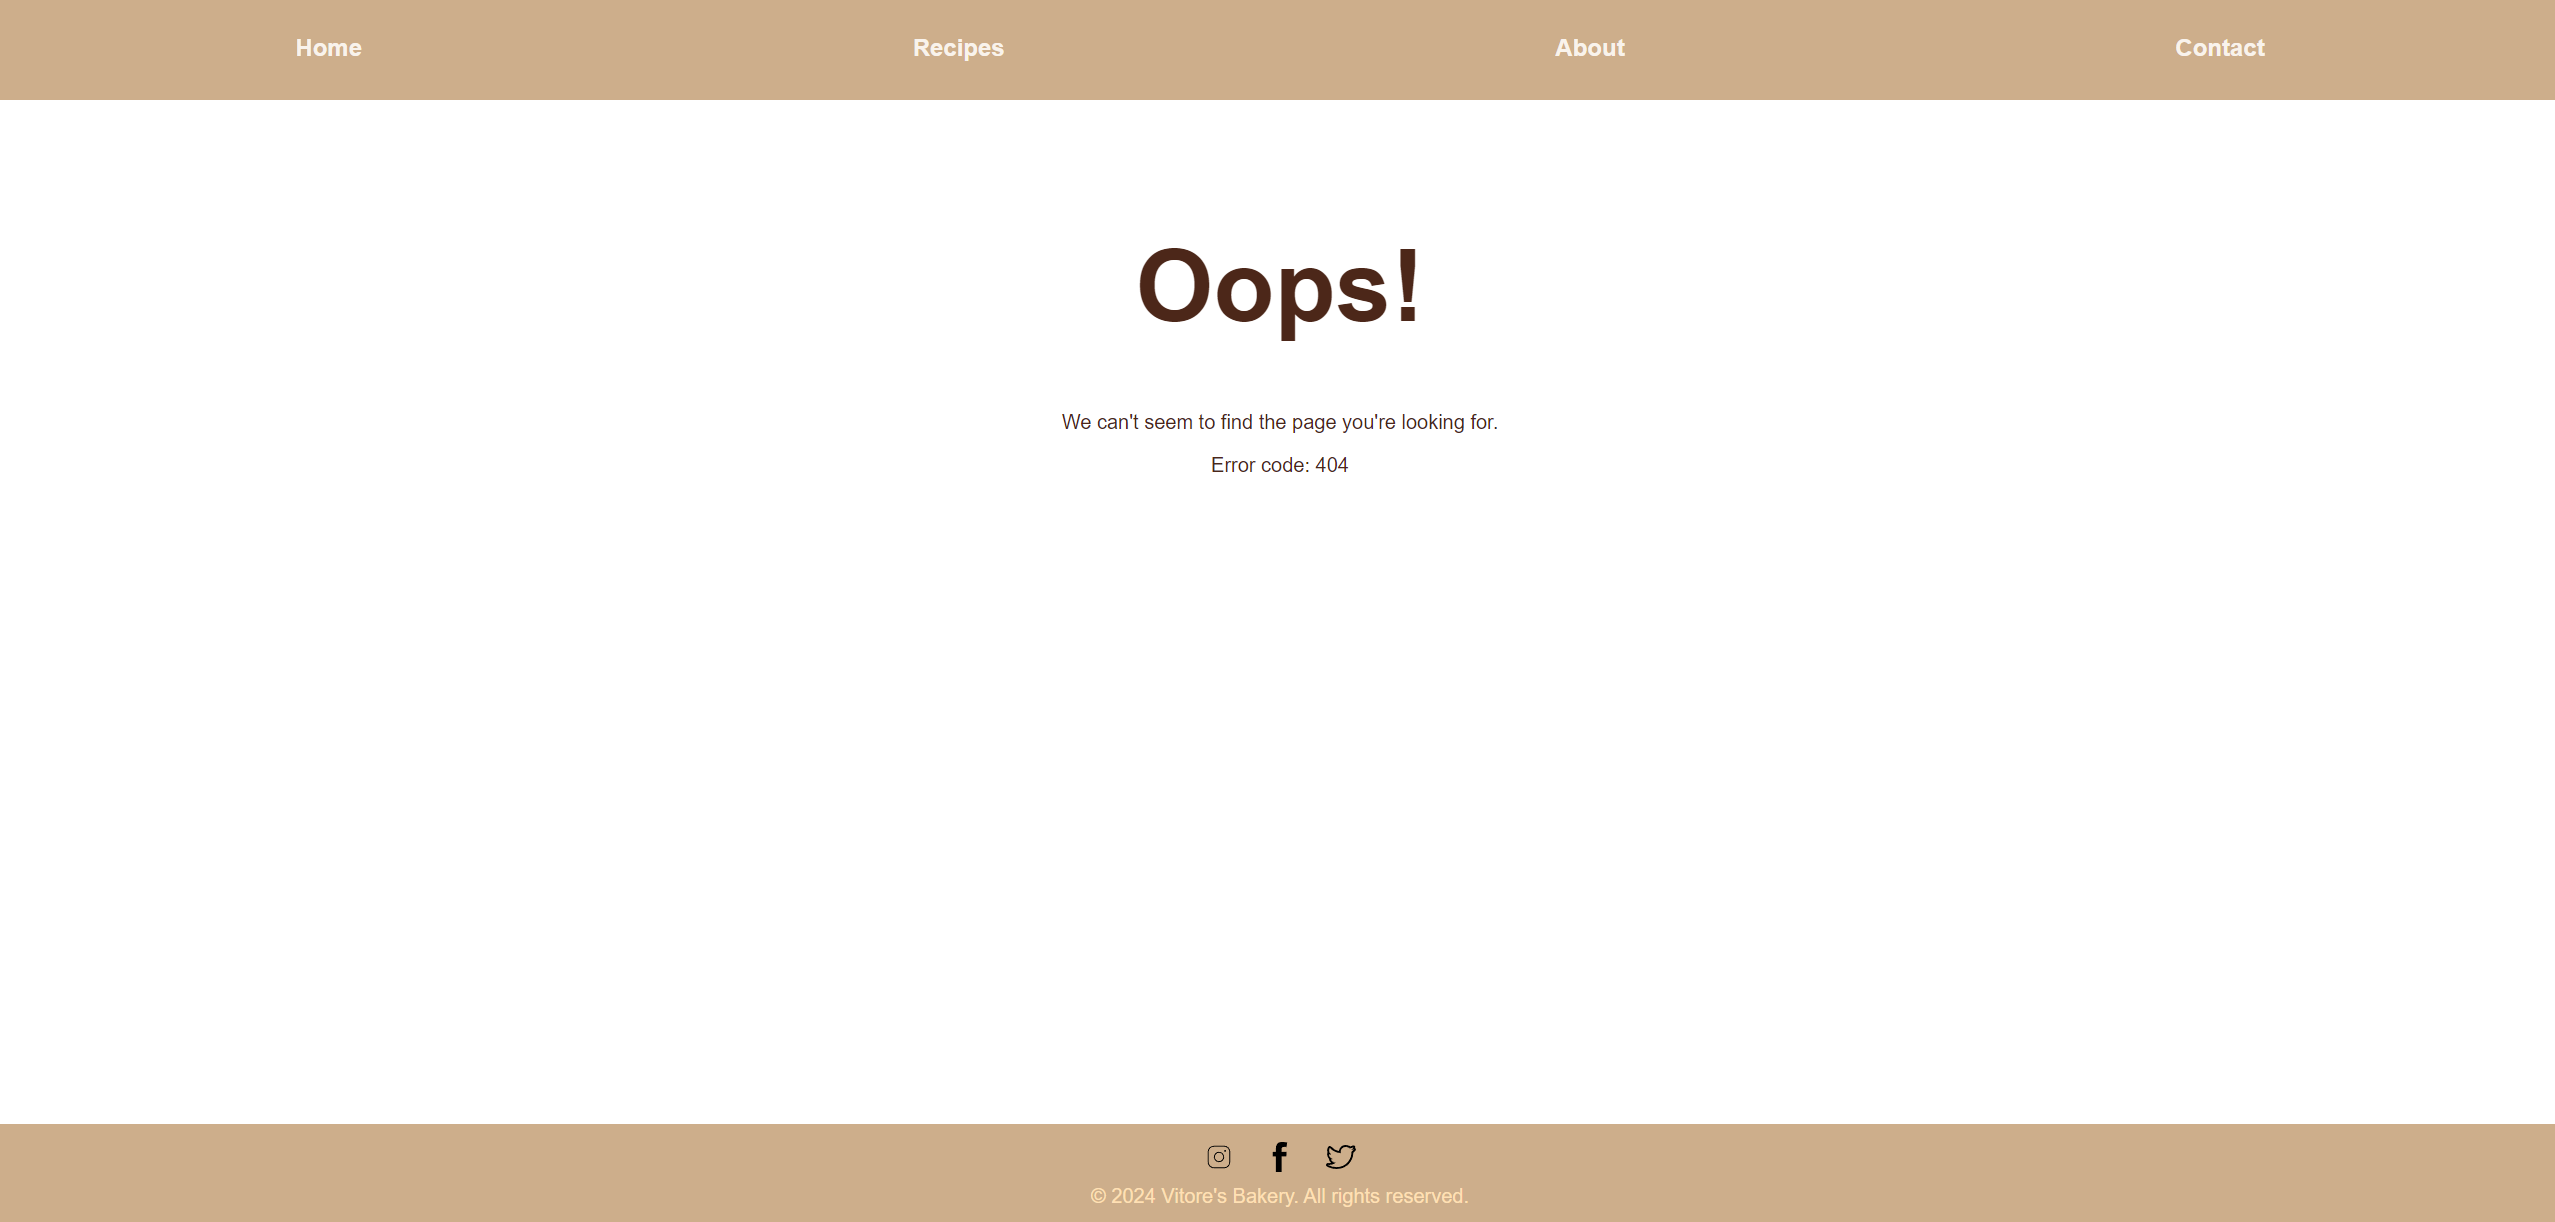 Home Recipes About Contact
Oops!
We can't seem to find the page you're looking for.
Error code: 404
© 2024 Vitore's Bakery. All rights reserved.